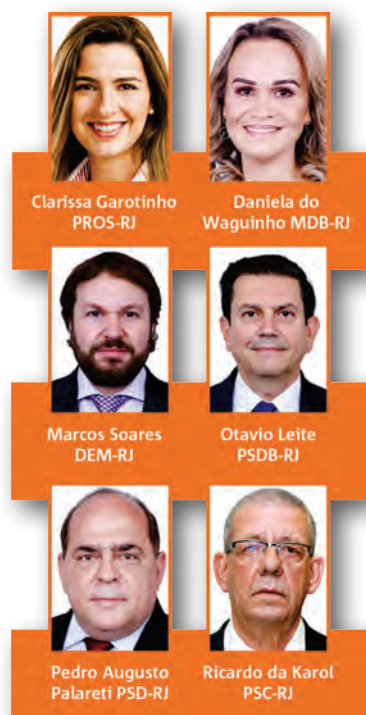 Clarissa Garotinho
PROS-RJ
Daniela do
Waguinho MDB-RJ
Marcos Soares
DEM-RJ
Otavio Leite
PSDB-RJ
Pedro Augusto
Palareti PSD-RJ
Ricardo da Karol
PSC-RJ